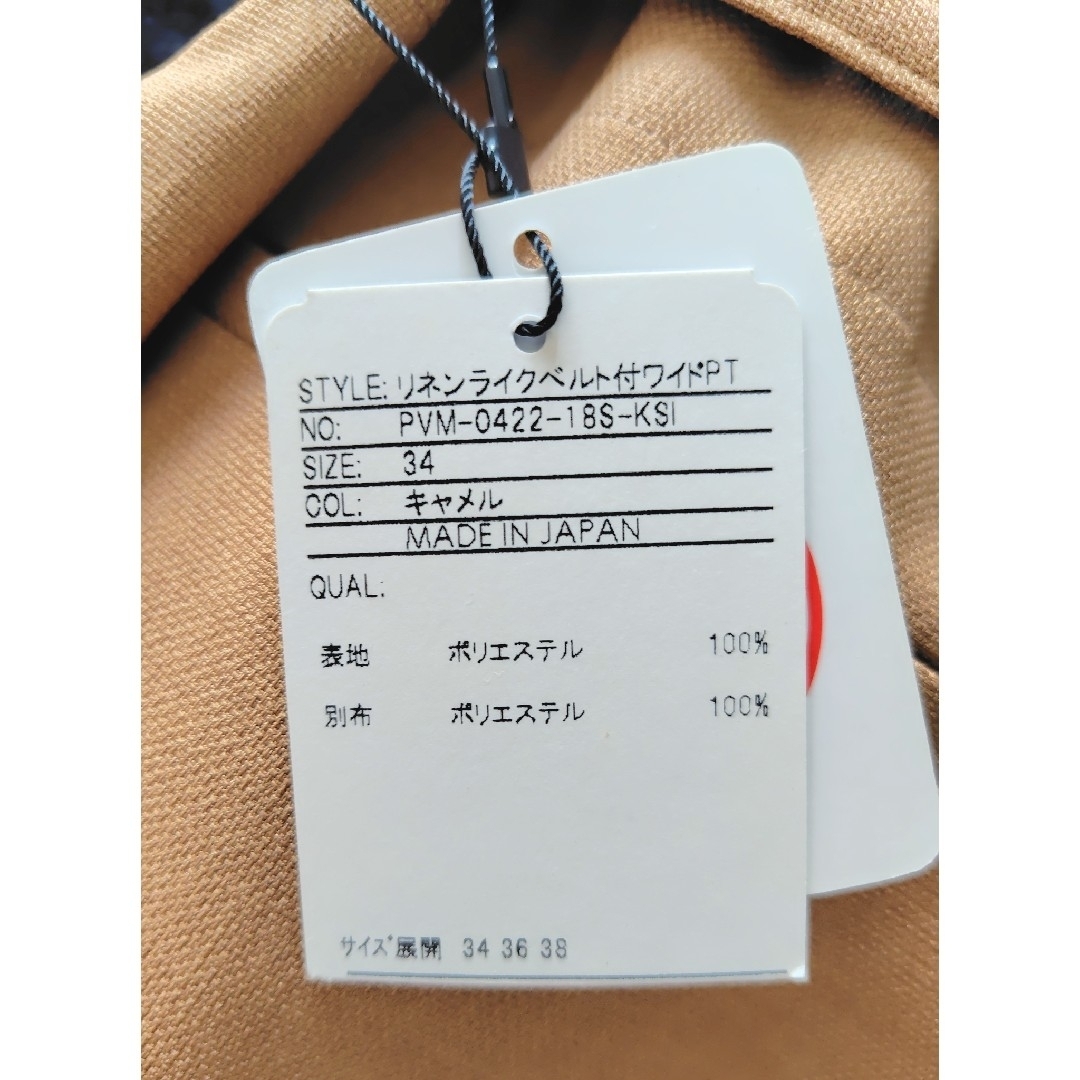 STYLE: リネンライクベルト付ワイドPT
NO: PVM-0422-18S-KSI
SIZE: 34
COL: キャメル
MADE IN JAPAN
QUAL:
表地 ポリエステル 100%
別布 ポリエステル 100%
サイズ展開 34 36 38